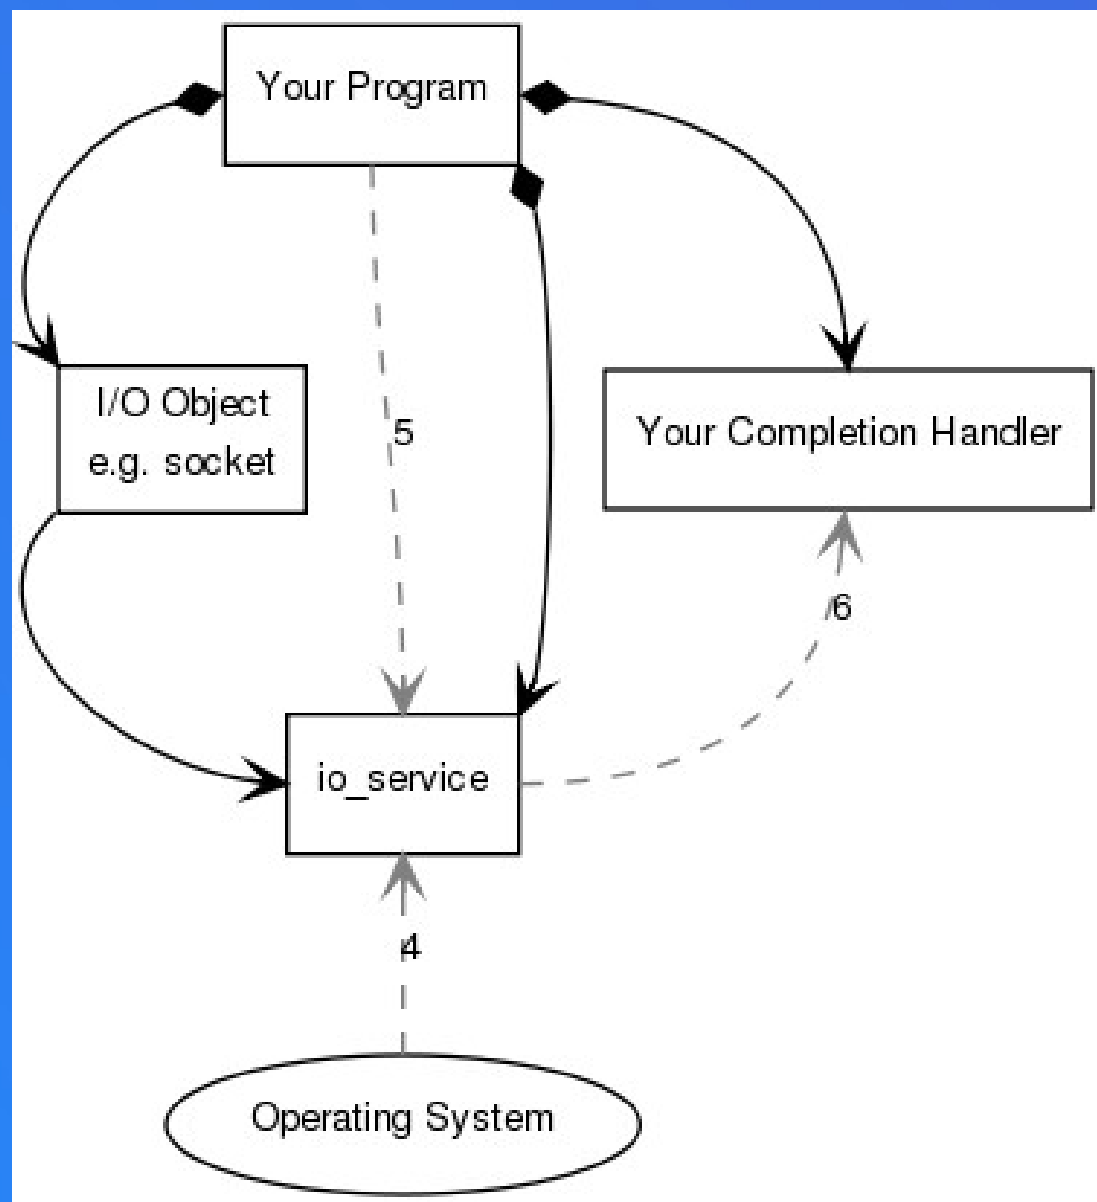 Your Program
I/O Object
e.g. socket
5
Your Completion Handler
6
io_service
4
Operating System